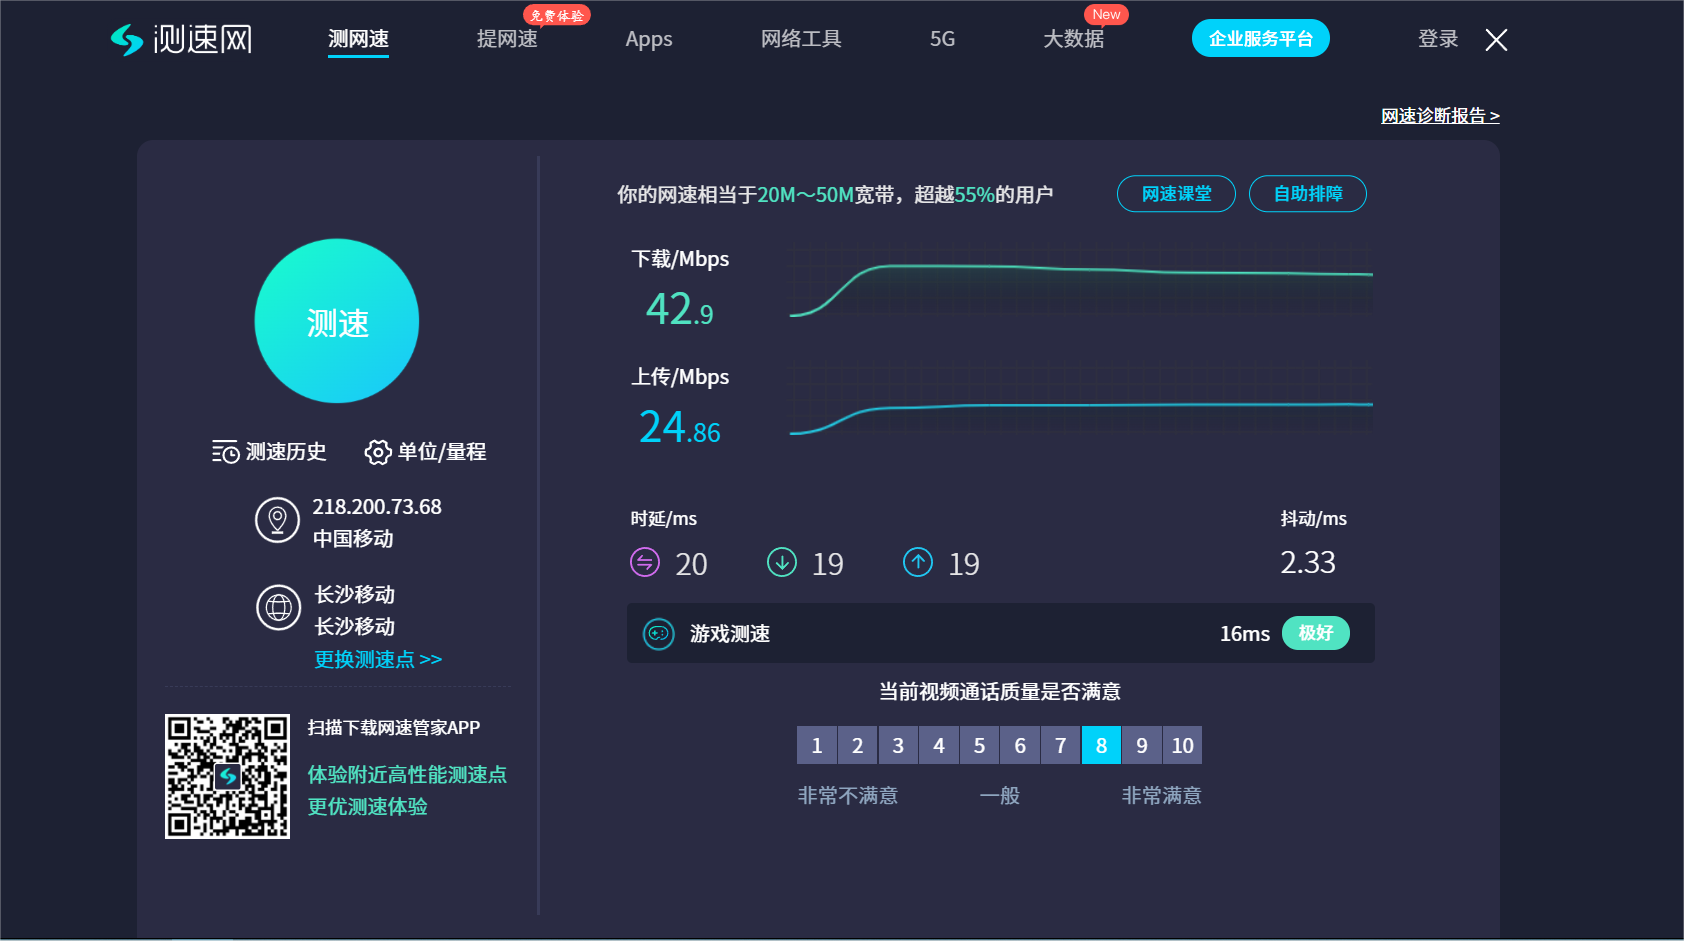 测速网
测网速
提网速
免费体验
Apps
网络工具
5G
大数据
New
企业服务平台
登录
网速诊断报告 >
测速
测速历史
单位/量程
218.200.73.68
中国移动
长沙移动
长沙移动
更换测速点 >>
扫描下载网速管家APP
体验附近高性能测速点
更优测速体验
你的网速相当于20M～50M宽带，超越55%的用户
网速课堂
自助排障
下载/Mbps
42.9
上传/Mbps
24.86
时延/ms
抖动/ms
20
19
19
2.33
游戏测速
16ms
极好
当前视频通话质量是否满意
1 2 3 4 5 6 7 8 9 10
非常不满意
一般
非常满意